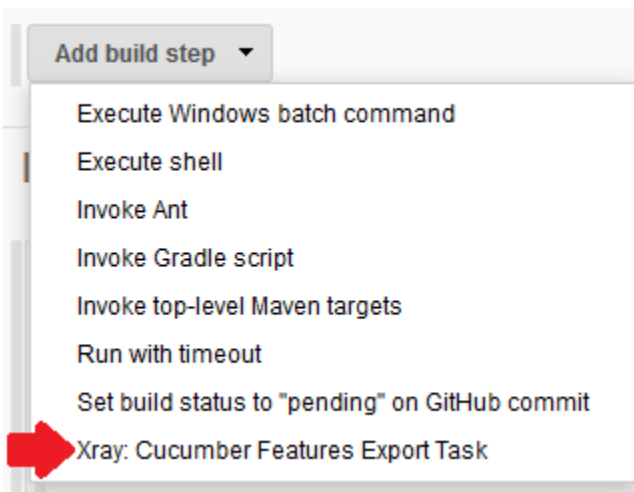 Add build step
Execute Windows batch command
Execute shell
Invoke Ant
Invoke Gradle script
Invoke top-level Maven targets
Run with timeout
Set build status to "pending" on GitHub commit
Xray: Cucumber Features Export Task